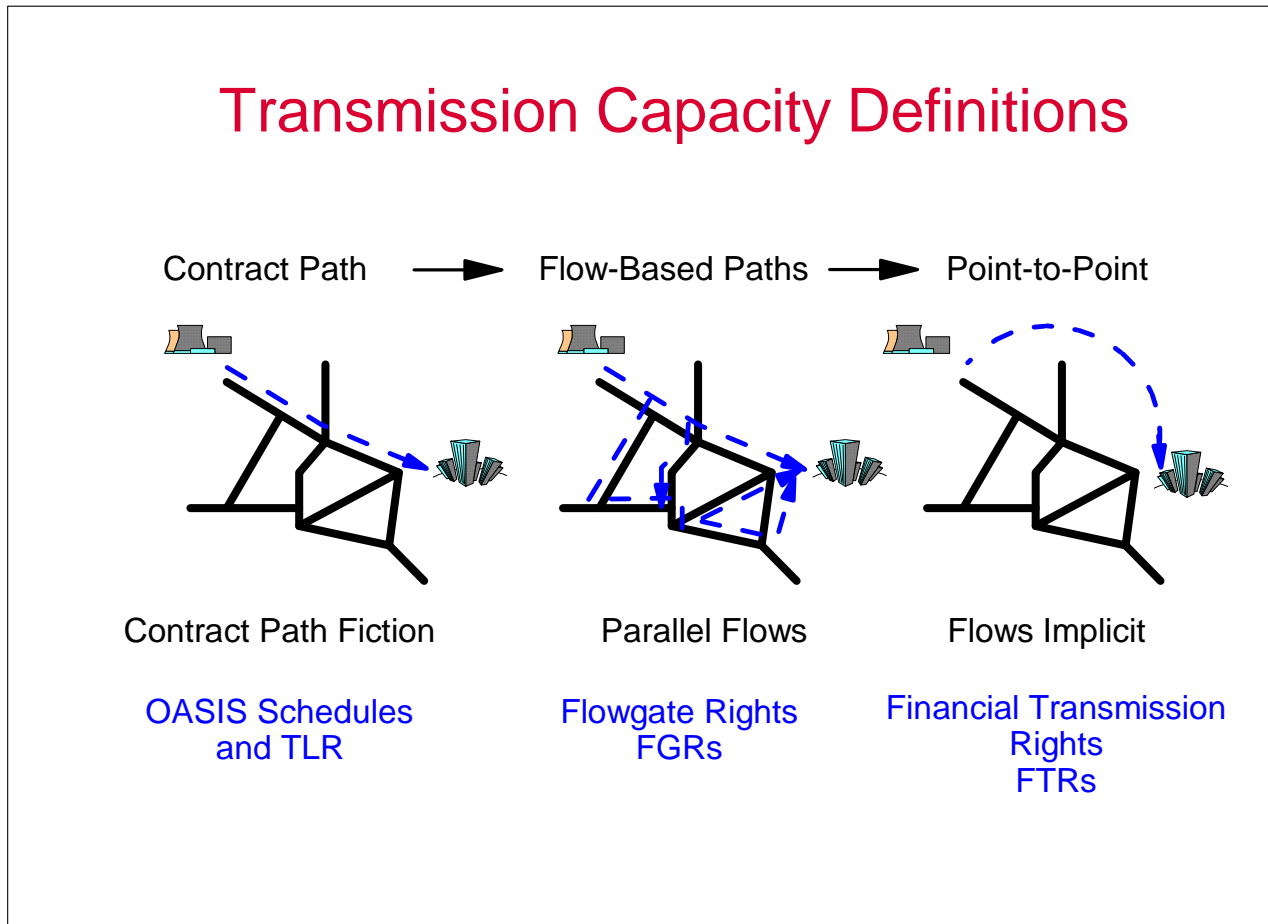 Transmission Capacity Definitions
Contract Path
Flow-Based Paths
Point-to-Point
Contract Path Fiction
Parallel Flows
Flows Implicit
OASIS Schedules
and TLR
Flowgate Rights
FGRs
Financial Transmission
Rights
FTRs